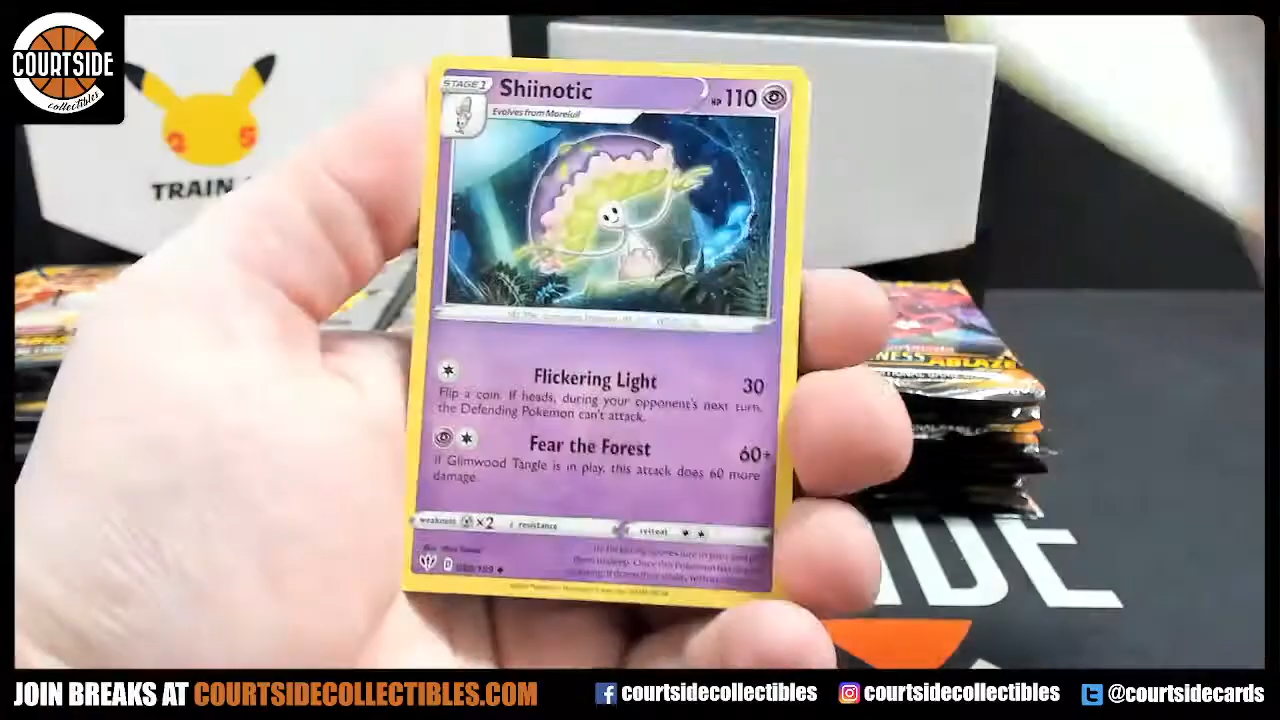 COURTSIDE
collectibles
25
TRAIN
STAGE 1
Shiinotic
HP 110
Evolves from Morelull
Flickering Light 30
Flip a coin. If heads, during your opponent's next turn,
the Defending Pokémon can't attack.
Fear the Forest 60+
If Glimwood Tangle is in play, this attack does 60 more
damage.
weakness ×2 resistance retreat
NESS ABLAZE
IDE
JOIN BREAKS AT COURTSIDECOLLECTIBLES.COM
courtsidecollectibles courtsidecollectibles @courtsidecards